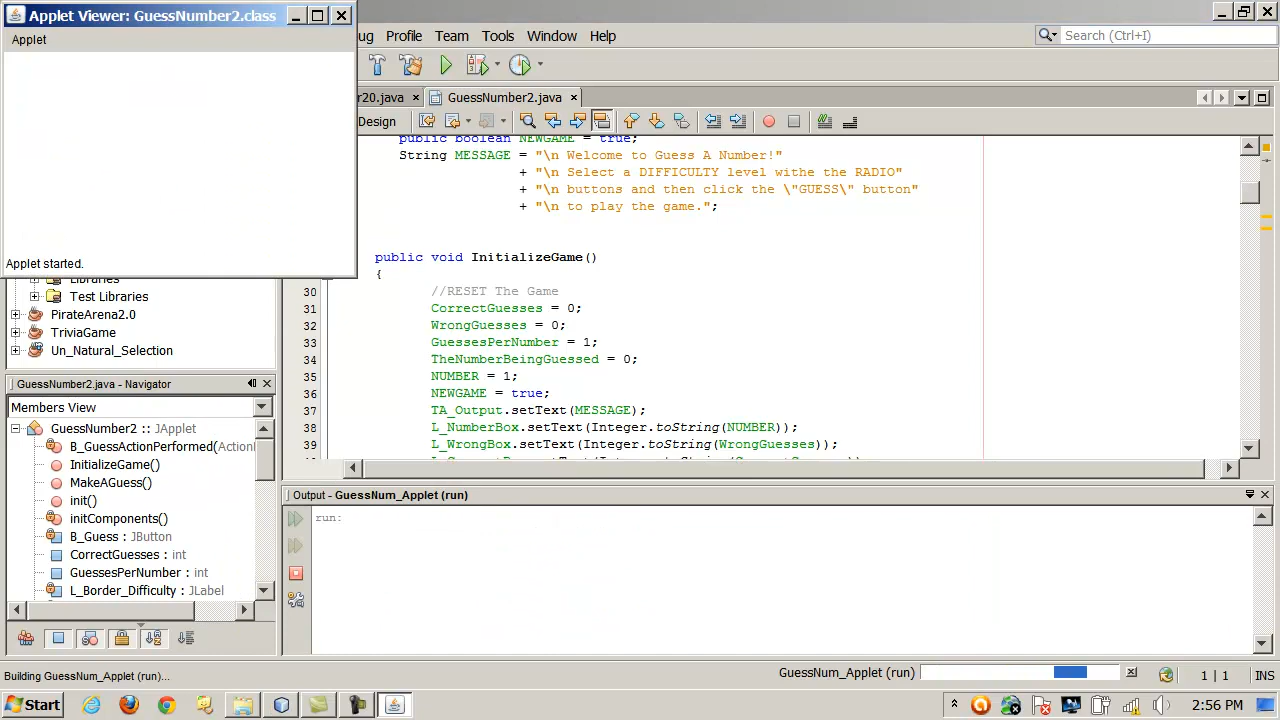 Applet Viewer: GuessNumber2.class
Applet
Applet started.
ug Profile Team Tools Window Help
Search (Ctrl+I)
r20.java GuessNumber2.java
Design
public boolean NEWGAME = true;
String MESSAGE = "\n Welcome to Guess A Number!"
+ "\n Select a DIFFICULTY level withe the RADIO"
+ "\n buttons and then click the \"GUESS\" button"
+ "\n to play the game.";
public void InitializeGame()
{
30 //RESET The Game
31 CorrectGuesses = 0;
32 WrongGuesses = 0;
33 GuessesPerNumber = 1;
34 TheNumberBeingGuessed = 0;
35 NUMBER = 1;
36 NEWGAME = true;
37 TA_Output.setText(MESSAGE);
38 L_NumberBox.setText(Integer.toString(NUMBER));
39 L_WrongBox.setText(Integer.toString(WrongGuesses));
Libraries
Test Libraries
PirateArena2.0
TriviaGame
Un_Natural_Selection
GuessNumber2.java - Navigator
Members View
GuessNumber2 :: JApplet
B_GuessActionPerformed(Action
InitializeGame()
MakeAGuess()
init()
initComponents()
B_Guess : JButton
CorrectGuesses : int
GuessesPerNumber : int
L_Border_Difficulty : JLabel
Output - GuessNum_Applet (run)
run:
Building GuessNum_Applet (run)...
GuessNum_Applet (run)
1 | 1 INS
Start
2:56 PM